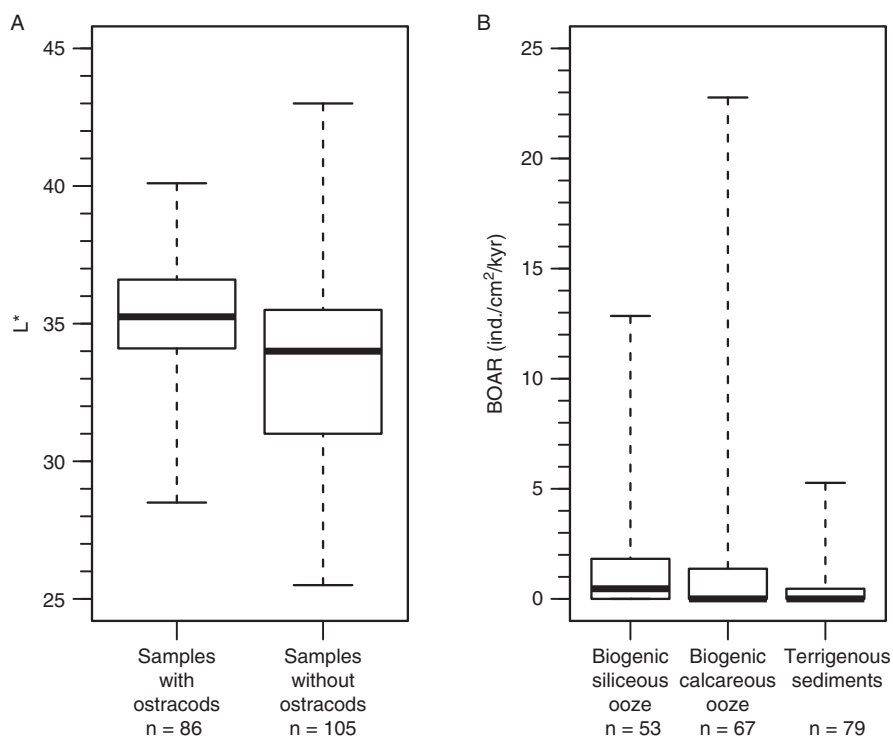 A
45
40
35
30
25
L*
Samples
with
ostracods
n = 86
Samples
without
ostracods
n = 105
B
25
20
15
10
5
0
BOAR (ind./cm²/kyr)
Biogenic
siliceous
ooze
n = 53
Biogenic
calcareous
ooze
n = 67
Terrigenous
sediments
n = 79